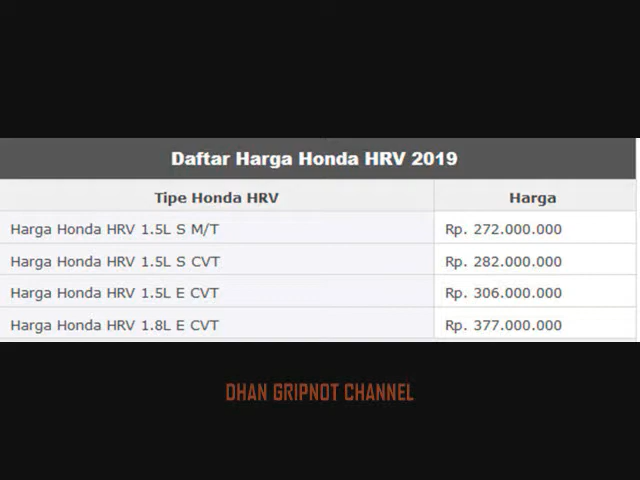 Daftar Harga Honda HRV 2019
Tipe Honda HRV Harga
Harga Honda HRV 1.5L S M/T Rp. 272.000.000
Harga Honda HRV 1.5L S CVT Rp. 282.000.000
Harga Honda HRV 1.5L E CVT Rp. 306.000.000
Harga Honda HRV 1.8L E CVT Rp. 377.000.000
DHAN GRIPNOT CHANNEL